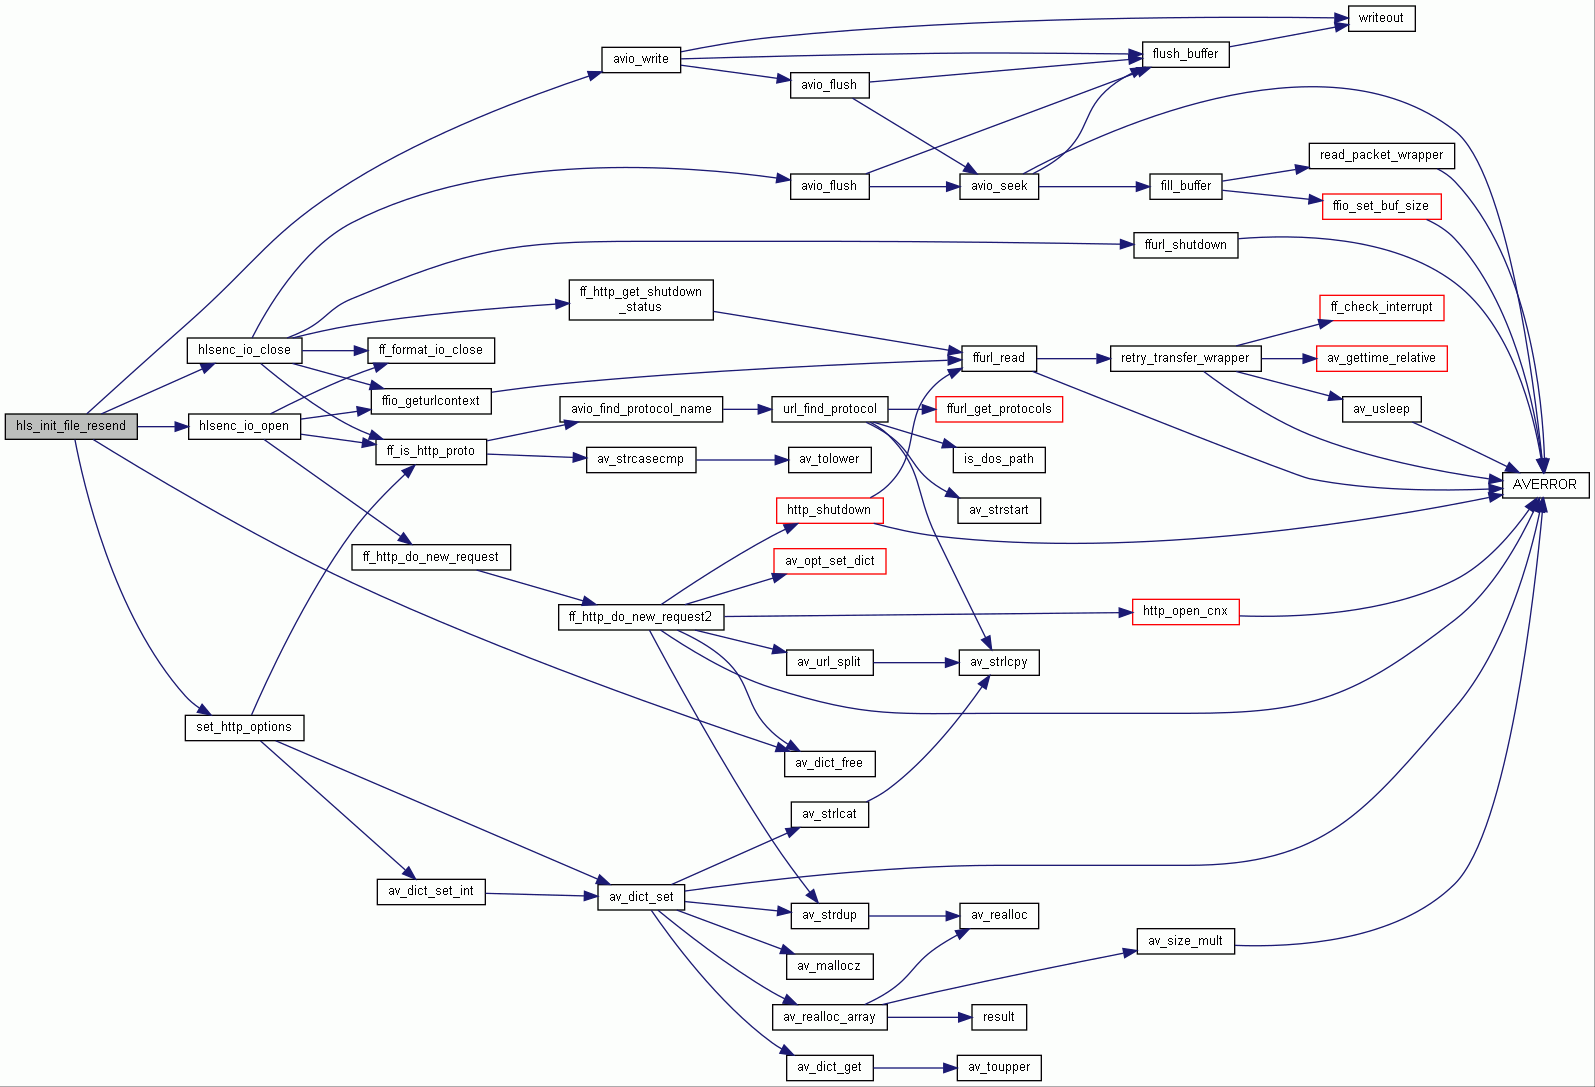 writeout
flush_buffer
avio_write
avio_flush
read_packet_wrapper
avio_flush
avio_seek
fill_buffer
ffio_set_buf_size
ffurl_shutdown
ff_http_get_shutdown
_status
ff_check_interrupt
hlsenc_io_close
ff_format_io_close
ffurl_read
retry_transfer_wrapper
av_gettime_relative
ffio_geturlcontext
avio_find_protocol_name
url_find_protocol
ffurl_get_protocols
av_usleep
hls_init_file_resend
hlsenc_io_open
ff_is_http_proto
av_strcasecmp
av_tolower
is_dos_path
AVERROR
http_shutdown
av_strstart
ff_http_do_new_request
av_opt_set_dict
ff_http_do_new_request2
http_open_cnx
av_url_split
av_strlcpy
set_http_options
av_dict_free
av_strlcat
av_dict_set_int
av_dict_set
av_strdup
av_realloc
av_size_mult
av_mallocz
av_realloc_array
result
av_dict_get
av_toupper